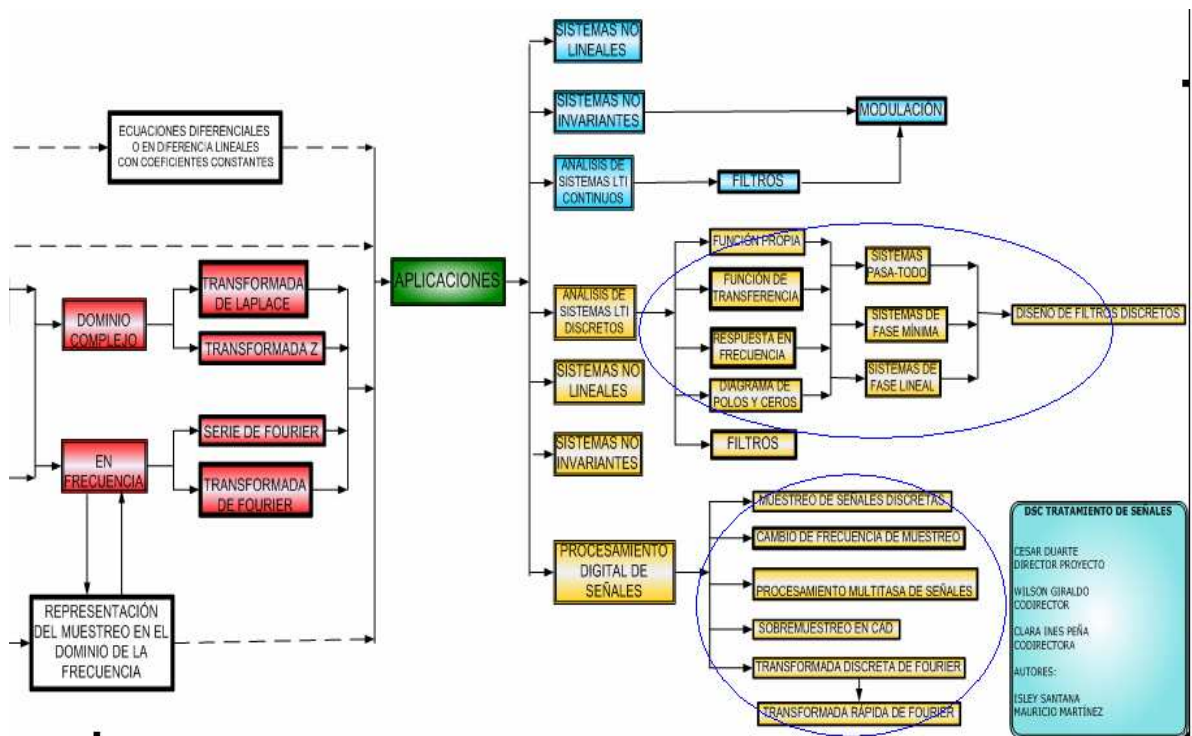 SISTEMAS NO
LINEALES
SISTEMAS NO
INVARIANTES
MODULACIÓN
ECUACIONES DIFERENCIALES
O EN DIFERENCIA LINEALES
CON COEFICIENTES CONSTANTES
ANÁLISIS DE
SISTEMAS LTI
CONTINUOS
FILTROS
APLICACIONES
DOMINIO
COMPLEJO
TRANSFORMADA
DE LAPLACE
TRANSFORMADA Z
EN
FRECUENCIA
SERIE DE FOURIER
TRANSFORMADA
DE FOURIER
REPRESENTACIÓN
DEL MUESTREO EN EL
DOMINIO DE LA
FRECUENCIA
ANÁLISIS DE
SISTEMAS LTI
DISCRETOS
FUNCIÓN PROPIA
FUNCIÓN DE
TRANSFERENCIA
RESPUESTA EN
FRECUENCIA
DIAGRAMA DE
POLOS Y CEROS
FILTROS
SISTEMAS
PASA-TODO
SISTEMAS DE
FASE MÍNIMA
SISTEMAS DE
FASE LINEAL
DISEÑO DE FILTROS DISCRETOS
SISTEMAS NO
LINEALES
SISTEMAS NO
INVARIANTES
PROCESAMIENTO
DIGITAL DE
SEÑALES
MUESTREO DE SEÑALES DISCRETAS
CAMBIO DE FRECUENCIA DE MUESTREO
PROCESAMIENTO MULTITASA DE SEÑALES
SOBREMUESTREO EN CAD
TRANSFORMADA DISCRETA DE FOURIER
TRANSFORMADA RÁPIDA DE FOURIER
DSC TRATAMIENTO DE SEÑALES
CESAR DUARTE
DIRECTOR PROYECTO
WILSON GIRALDO
CODIRECTOR
CLARA INES PEÑA
CODIRECTORA
AUTORES:
ISLEY SANTANA
MAURICIO MARTÍNEZ